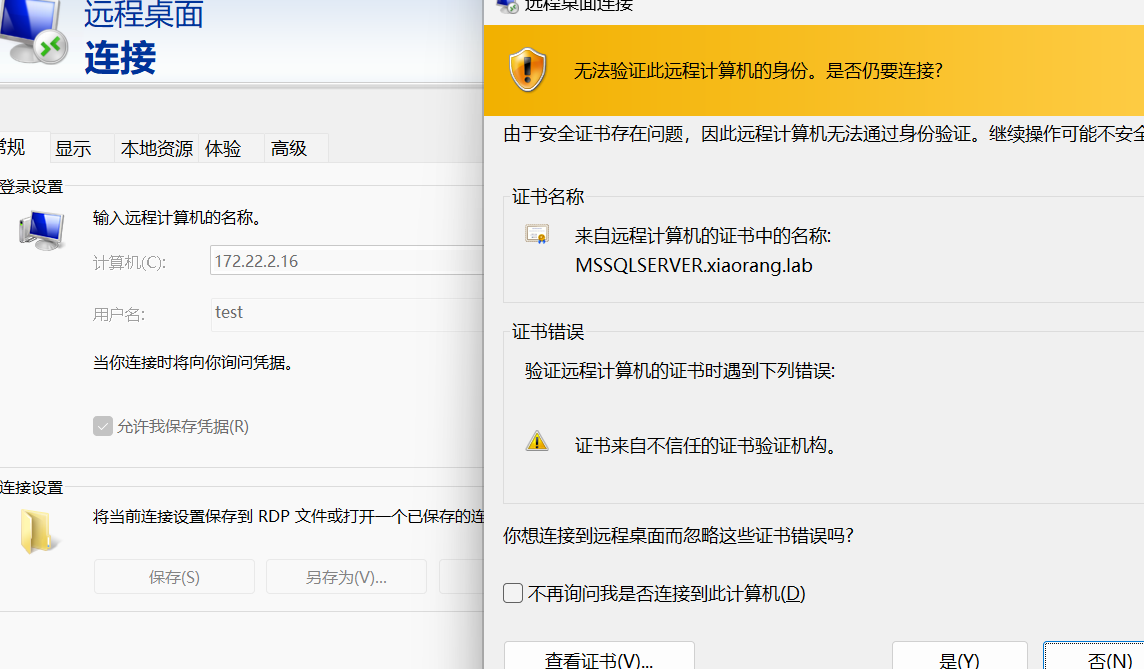 远程桌面
连接
常规
显示
本地资源
体验
高级
登录设置
输入远程计算机的名称。
计算机(C):
172.22.2.16
用户名:
test
当你连接时将向你询问凭据。
允许我保存凭据(R)
连接设置
将当前连接设置保存到 RDP 文件或打开一个已保存的连
保存(S)
另存为(V)...
远程桌面连接
无法验证此远程计算机的身份。是否仍要连接?
由于安全证书存在问题，因此远程计算机无法通过身份验证。继续操作可能不安全
证书名称
来自远程计算机的证书中的名称:
MSSQLSERVER.xiaorang.lab
证书错误
验证远程计算机的证书时遇到下列错误:
证书来自不信任的证书验证机构。
你想连接到远程桌面而忽略这些证书错误吗?
不再询问我是否连接到此计算机(D)
查看证书(V)...
是(Y)
否(N)